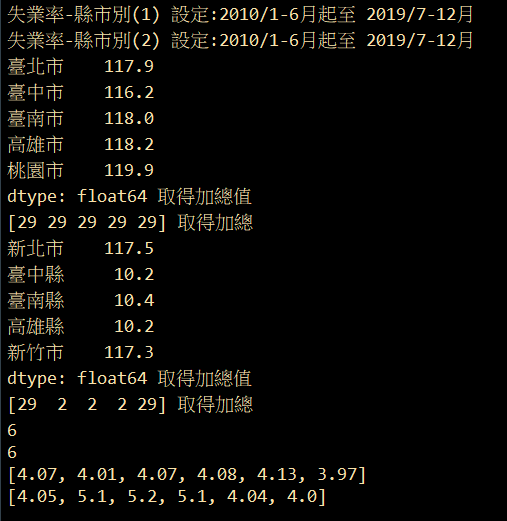 失業率-縣市別(1) 設定:2010/1-6月起至 2019/7-12月
失業率-縣市別(2) 設定:2010/1-6月起至 2019/7-12月
臺北市    117.9
臺中市    116.2
臺南市    118.0
高雄市    118.2
桃園市    119.9
dtype: float64 取得加總值
[29 29 29 29 29] 取得加總
新北市    117.5
臺中縣     10.2
臺南縣     10.4
高雄縣     10.2
新竹市    117.3
dtype: float64 取得加總值
[29  2  2  2 29] 取得加總
6
6
[4.07, 4.01, 4.07, 4.08, 4.13, 3.97]
[4.05, 5.1, 5.2, 5.1, 4.04, 4.0]